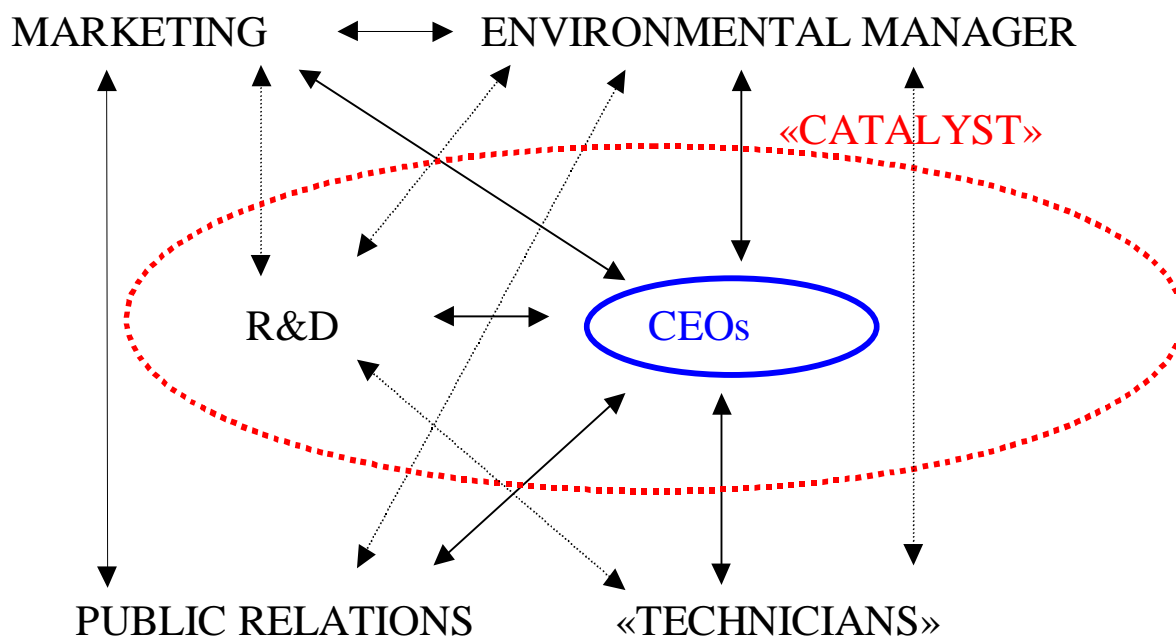 MARKETING ENVIRONMENTAL MANAGER
«CATALYST»
R&D CEOs
PUBLIC RELATIONS «TECHNICIANS»